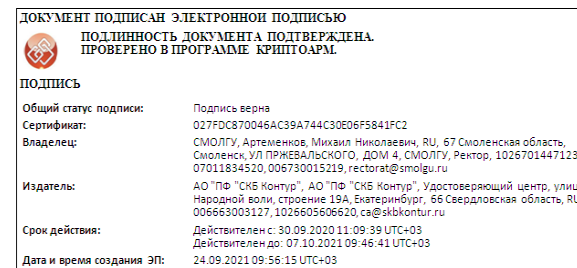 ДОКУМЕНТ ПОДПИСАН ЭЛЕКТРОННОЙ ПОДПИСЬЮ
ПОДЛИННОСТЬ ДОКУМЕНТА ПОДТВЕРЖДЕНА.
ПРОВЕРЕНО В ПРОГРАММЕ КРИПТОАРМ.
ПОДПИСЬ
Общий статус подписи: Подпись верна
Сертификат: 027FDC870046AC39A744C30E06F5841FC2
Владелец: СМОЛГУ, Артеменков, Михаил Николаевич, RU, 67 Смоленская область,
Смоленск, УЛ ПРЖЕВАЛЬСКОГО, ДОМ 4, СМОЛГУ, Ректор, 1026701447123
07011834520, 006730015219, rectorat@smolgu.ru
Издатель: АО "ПФ "СКБ Контур", АО "ПФ "СКБ Контур", Удостоверяющий центр, улиц
Народной воли, строение 19А, Екатеринбург, 66 Свердловская область, RU
006663003127, 1026605606620, ca@skbkontur.ru
Срок действия: Действителен с: 30.09.2020 11:09:39 UTC+03
Действителен до: 07.10.2021 09:46:41 UTC+03
Дата и время создания ЭП: 24.09.2021 09:56:15 UTC+03